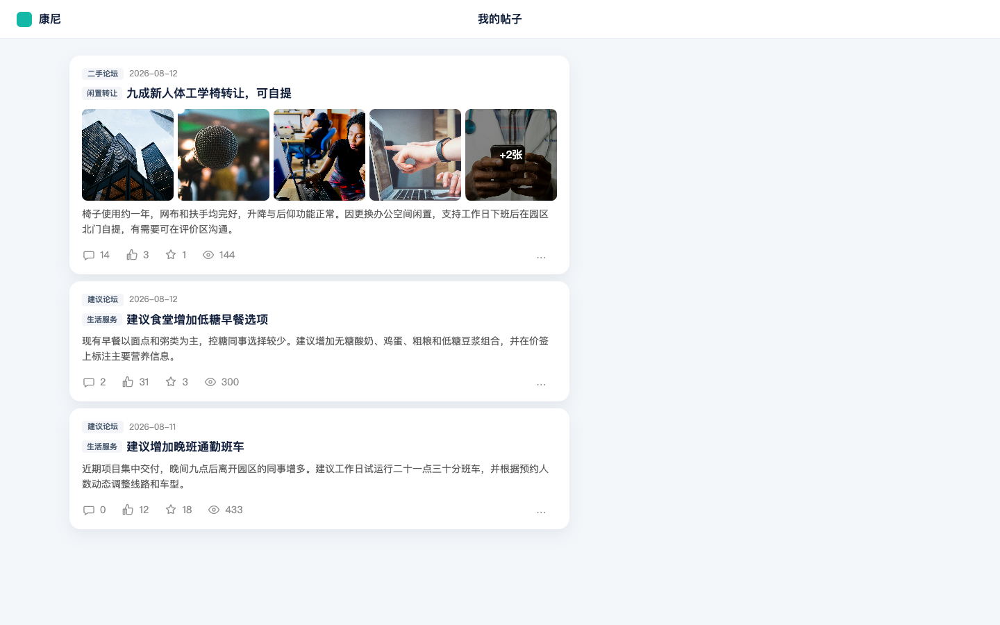 康尼
我的帖子
二手论坛 2026-08-12
闲置转让 九成新人体工学椅转让，可自提
+2张
椅子使用约一年，网布和扶手均完好，升降与后仰功能正常。因更换办公空间闲置，支持工作日下班后在园区
北门自提，有需要可在评价区沟通。
14 3 1 144 ...
建议论坛 2026-08-12
生活服务 建议食堂增加低糖早餐选项
现有早餐以面点和粥类为主，控糖同事选择较少。建议增加无糖酸奶、鸡蛋、粗粮和低糖豆浆组合，并在价签
上标注主要营养信息。
2 31 3 300 ...
建议论坛 2026-08-11
生活服务 建议增加晚班通勤班车
近期项目集中交付，晚间九点后离开园区的同事增多。建议工作日试运行二十一点三十分班车，并根据预约人
数动态调整线路和车型。
0 12 18 433 ...